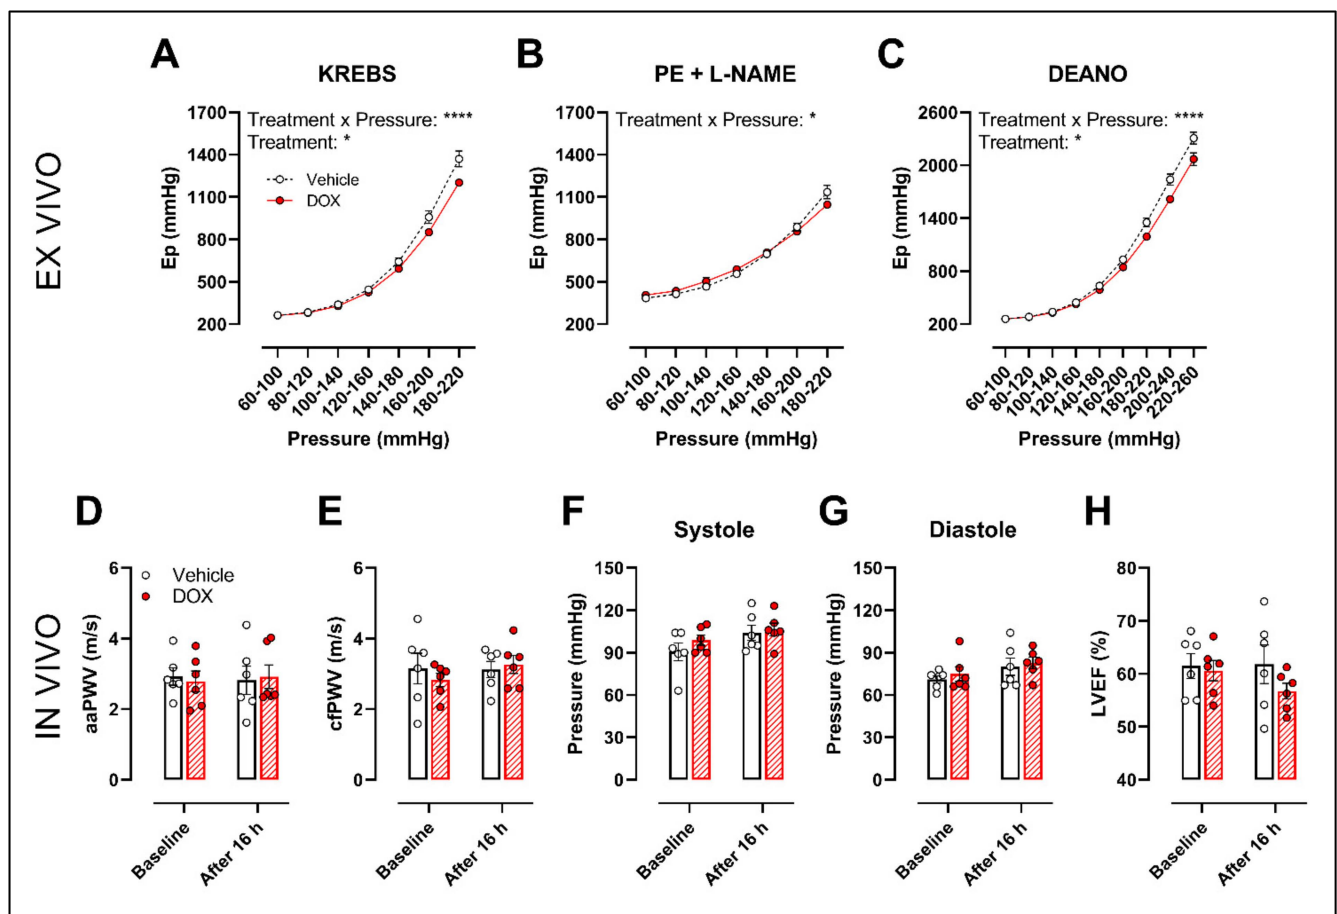 EX VIVO
A
KREBS
Treatment x Pressure: ****
Treatment: *
Vehicle
DOX
Ep (mmHg)
1700
1400
1100
800
500
200
60-100
80-120
100-140
120-160
140-180
160-200
180-220
Pressure (mmHg)
B
PE + L-NAME
Treatment x Pressure: *
Ep (mmHg)
1700
1400
1100
800
500
200
60-100
80-120
100-140
120-160
140-180
160-200
180-220
Pressure (mmHg)
C
DEANO
Treatment x Pressure: ****
Treatment: *
Ep (mmHg)
2600
2000
1400
800
200
60-100
80-120
100-140
120-160
140-180
160-200
180-220
200-240
220-260
Pressure (mmHg)
IN VIVO
D
Vehicle
DOX
aaPWV (m/s)
6
4
2
0
Baseline
After 16 h
E
cfPWV (m/s)
6
4
2
0
Baseline
After 16 h
F
Systole
Pressure (mmHg)
150
120
90
60
30
0
Baseline
After 16 h
G
Diastole
Pressure (mmHg)
150
120
90
60
30
0
Baseline
After 16 h
H
LVEF (%)
80
70
60
50
40
Baseline
After 16 h